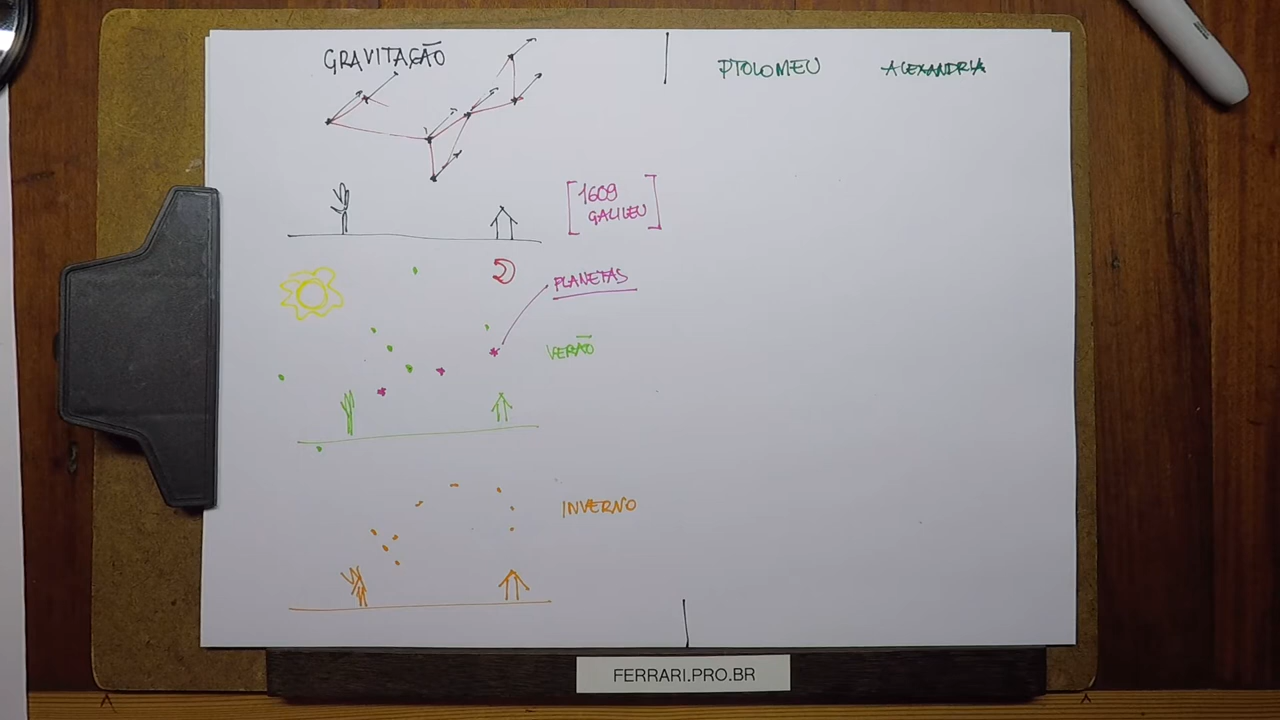 GRAVITAÇÃO
[1609
GALILEU]
PLANETAS
VERÃO
INVERNO
PTOLOMEU ALEXANDRIA
FERRARI.PRO.BR